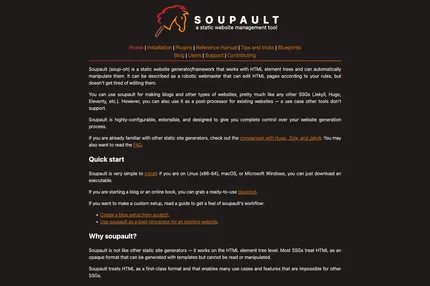 SOUPAULT
a static website management tool
Home | Installation | Plugins | Reference manual | Tips and tricks | Blueprints
Blog | Users | Support | Contributing
Soupault (soup-oh) is a static website generator/framework that works with HTML element trees and can automatically
manipulate them. It can be described as a robotic webmaster that can edit HTML pages according to your rules, but
doesn't get tired of editing them.
You can use soupault for making blogs and other types of websites, pretty much like any other SSGs (Jekyll, Hugo,
Eleventy, etc.). However, you can also use it as a post-processor for existing websites — a use case other tools don't
support.
Soupault is highly-configurable, extensible, and designed to give you complete control over your website generation
process.
If you are already familiar with other static site generators, check out the comparison with Hugo, Zola, and Jekyll. You may
also want to read the FAQ.
Quick start
Soupault is very simple to install if you are on Linux (x86-64), macOS, or Microsoft Windows, you can just download an
executable.
If you are starting a blog or an online book, you can grab a ready-to-use blueprint.
If you want to make a custom setup, read a guide to get a feel of soupault's workflow:
Create a blog setup from scratch.
Use soupault as a post-processor for an existing website.
Why soupault?
Soupault is not like other static site generators — it works on the HTML element tree level. Most SSGs treat HTML as an
opaque format that can be generated with templates but cannot be read or manipulated.
Soupault treats HTML as a first-class format and that enables many use cases and features that are impossible for other
SSGs.